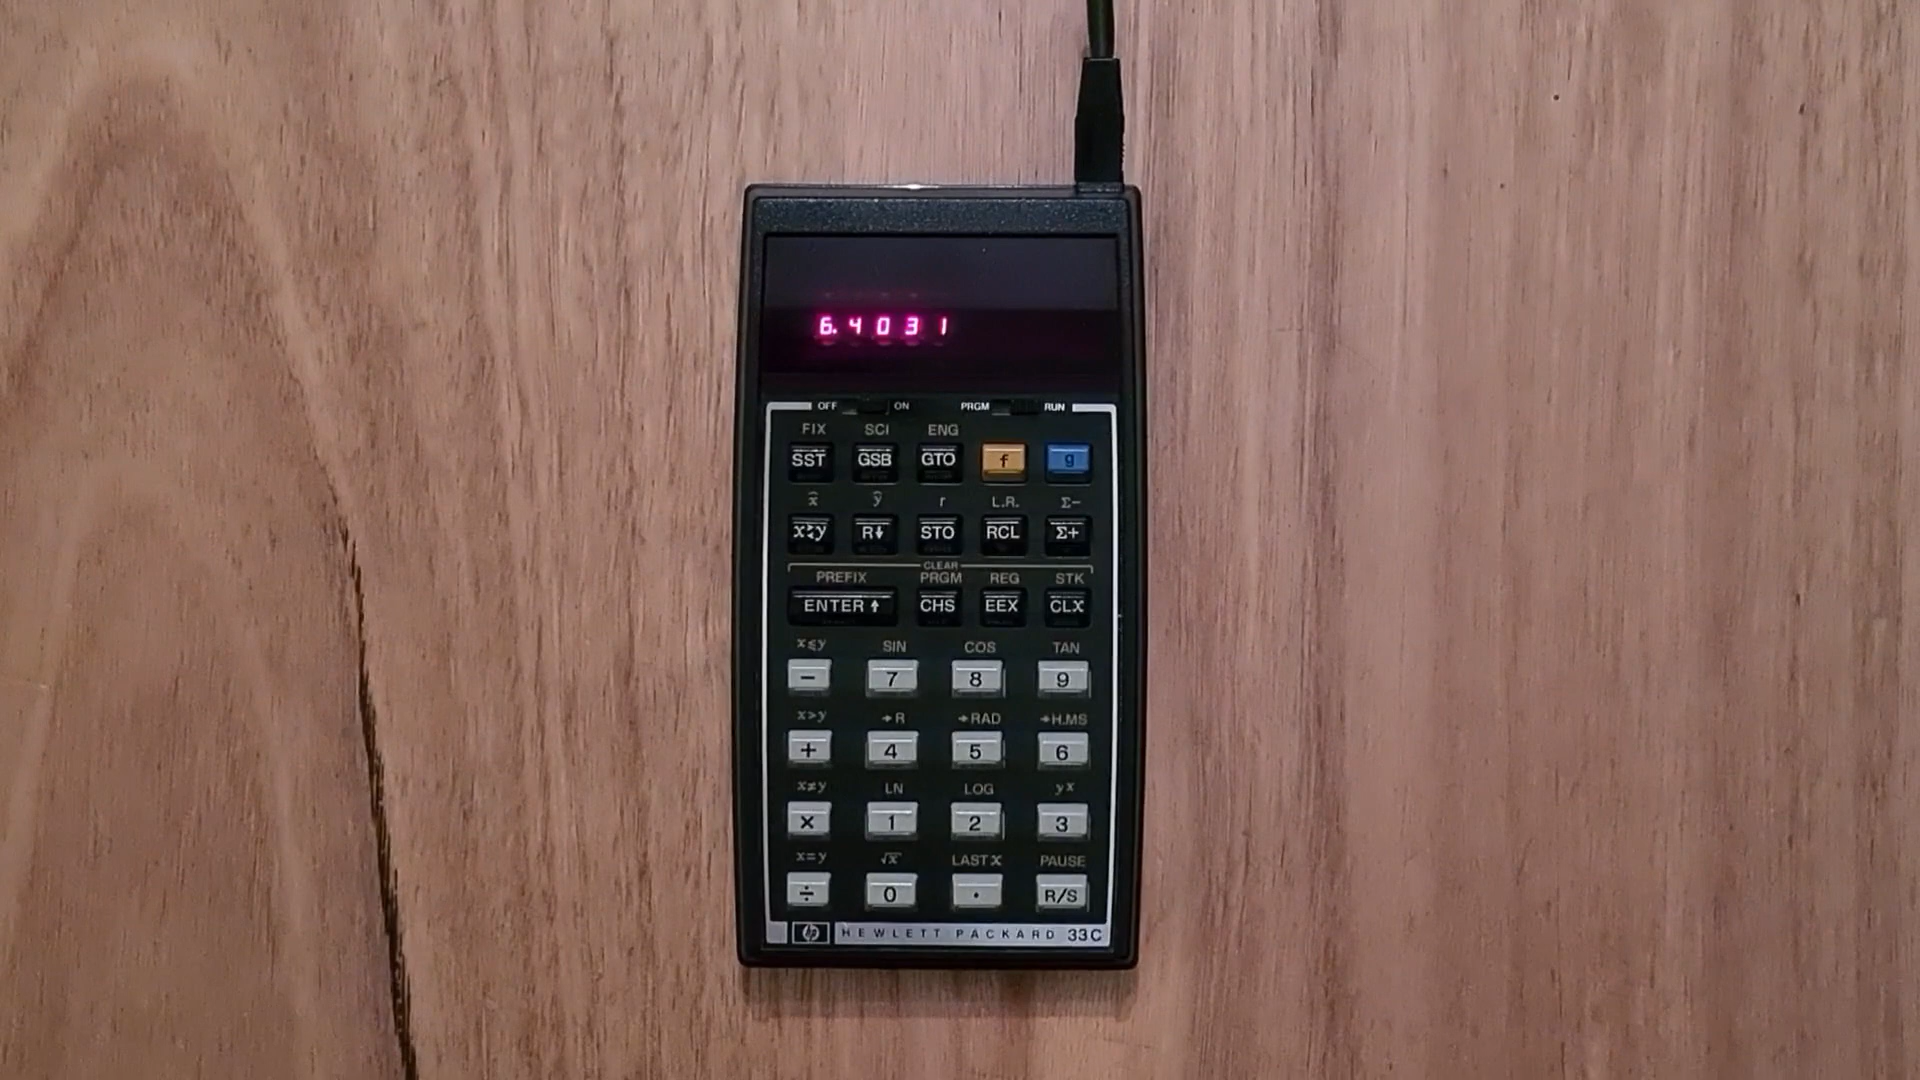 6.4031
OFF ON PRGM RUN
FIX SCI ENG
SST GSB GTO f g
x̂ ŷ r L.R. Σ−
x≷y R↓ STO RCL Σ+
CLEAR
PREFIX PRGM REG STK
ENTER↑ CHS EEX CLX
x≤y SIN COS TAN
− 7 8 9
x>y →R →RAD →H.MS
+ 4 5 6
x≠y LN LOG yˣ
× 1 2 3
x=y √x LAST X PAUSE
÷ 0 · R/S
hp HEWLETT PACKARD 33C